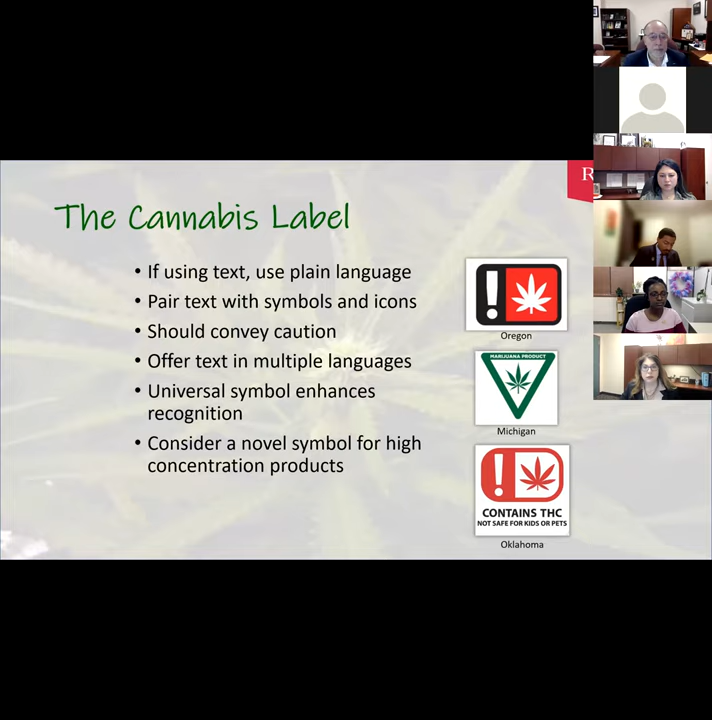 R
The Cannabis Label
• If using text, use plain language
• Pair text with symbols and icons
• Should convey caution
• Offer text in multiple languages
• Universal symbol enhances
recognition
• Consider a novel symbol for high
concentration products
!
Oregon
MARIJUANA PRODUCT
Michigan
!
CONTAINS THC
NOT SAFE FOR KIDS OR PETS
Oklahoma